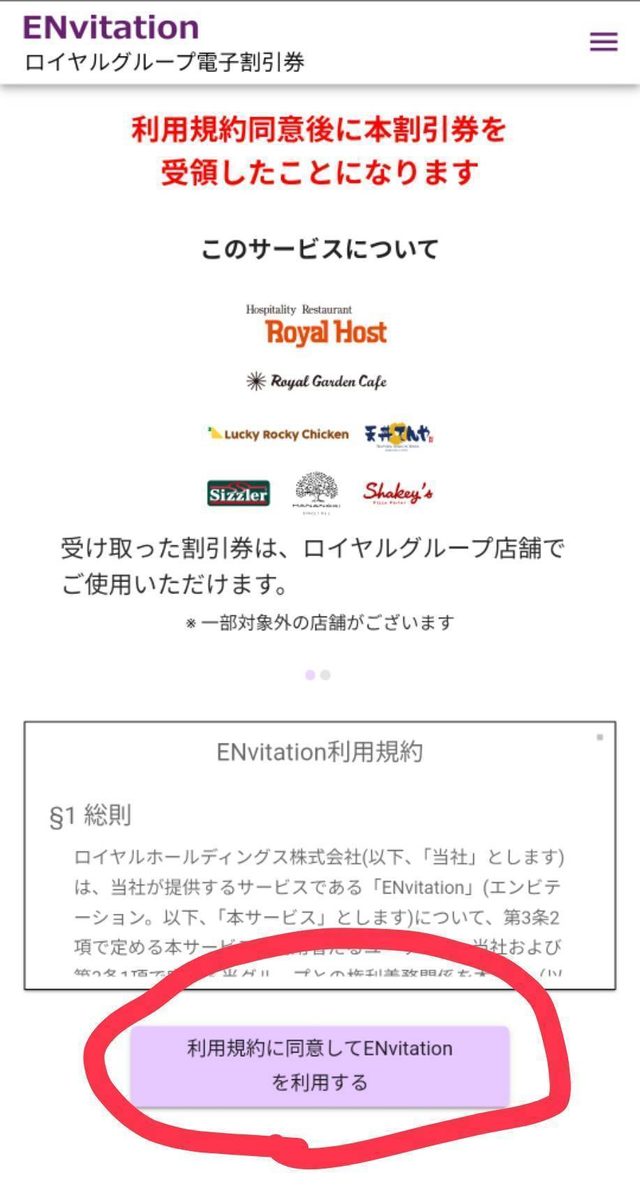 ENvitation
ロイヤルグループ電子割引券
利用規約同意後に本割引券を
受領したことになります
このサービスについて
Hospitality Restaurant
Royal Host
Royal Garden Cafe
Lucky Rocky Chicken
天丼てんや
Sizzler
Shakey's
受け取った割引券は、ロイヤルグループ店舗で
ご使用いただけます。
※ 一部対象外の店舗がございます
ENvitation利用規約
§1 総則
ロイヤルホールディングス株式会社(以下、「当社」とします)
は、当社が提供するサービスである「ENvitation」(エンビテ
ーション。以下、「本サービス」とします)について、第3条2
項で定める本サービ
当社および
利用規約に同意してENvitation
を利用する